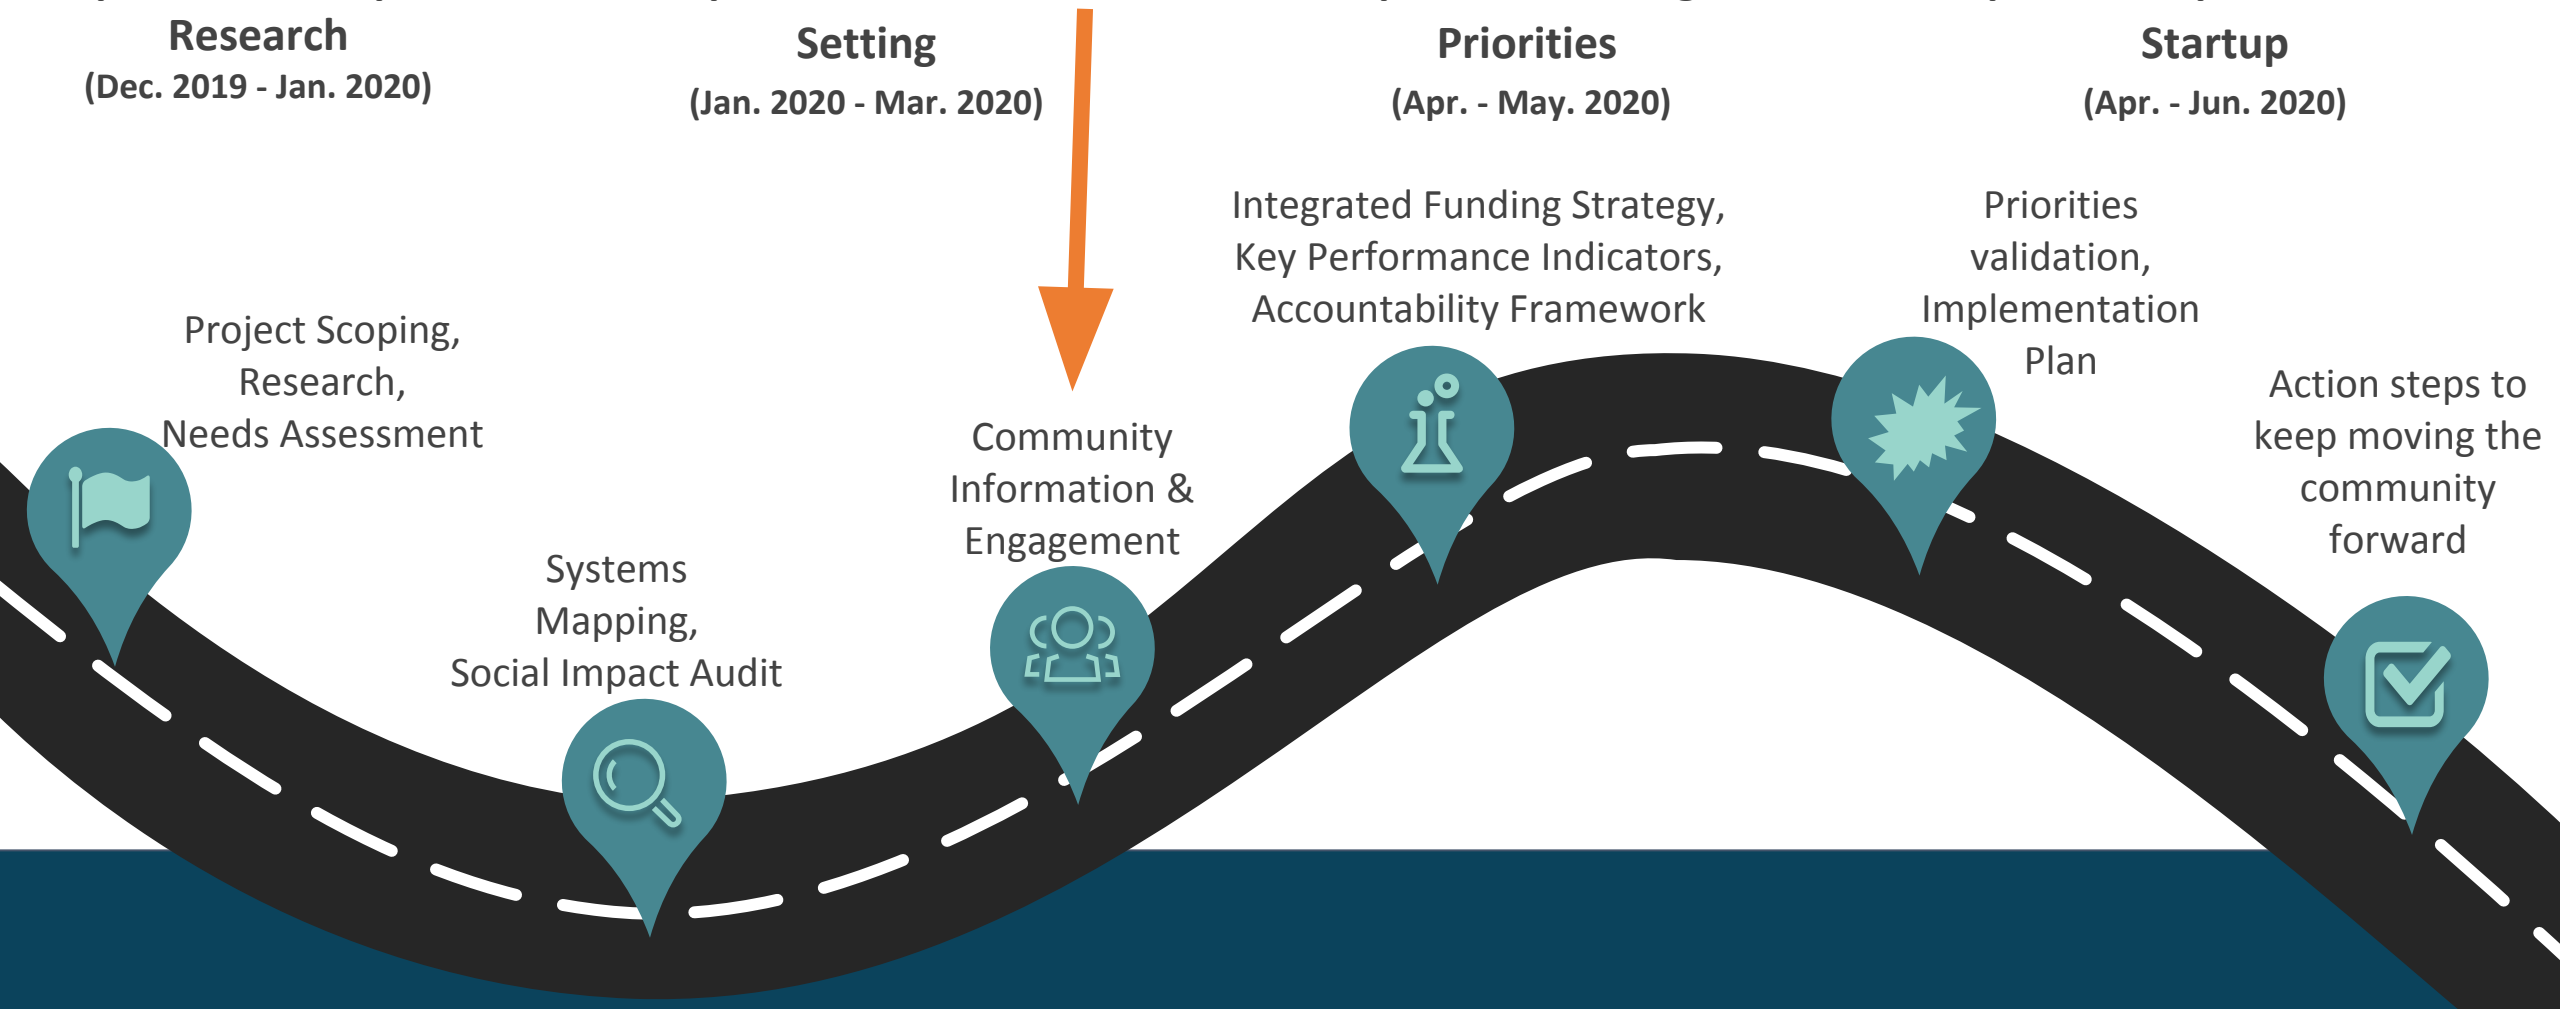 Research
(Dec. 2019 - Jan. 2020)
Setting
(Jan. 2020 - Mar. 2020)
Priorities
(Apr. - May. 2020)
Startup
(Apr. - Jun. 2020)
Project Scoping,
Research,
Needs Assessment
Systems
Mapping,
Social Impact Audit
Community
Information &
Engagement
Integrated Funding Strategy,
Key Performance Indicators,
Accountability Framework
Priorities
validation,
Implementation
Plan
Action steps to
keep moving the
community
forward